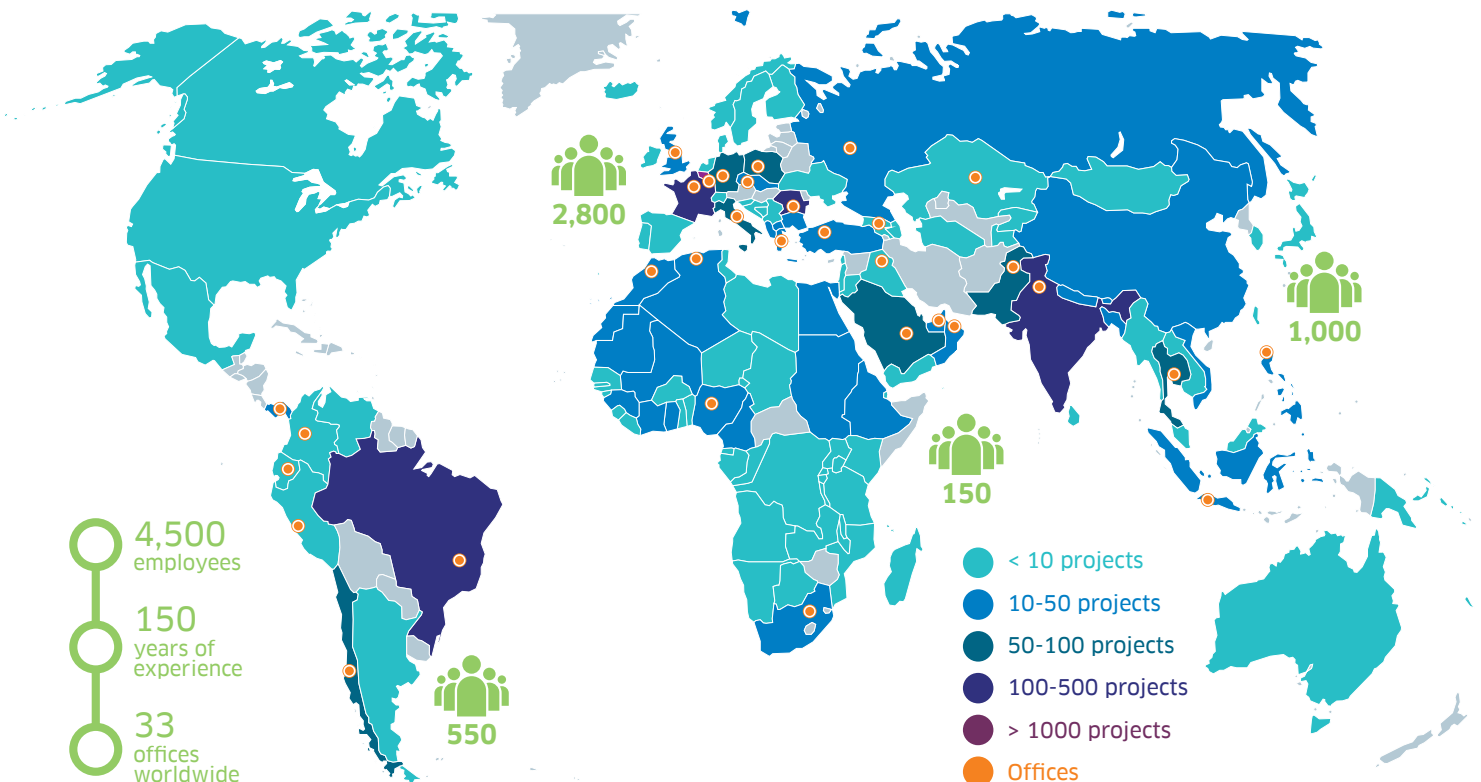 2,800
1,000
150
550
4,500
employees
150
years of
experience
33
offices
worldwide
< 10 projects
10-50 projects
50-100 projects
100-500 projects
> 1000 projects
Offices